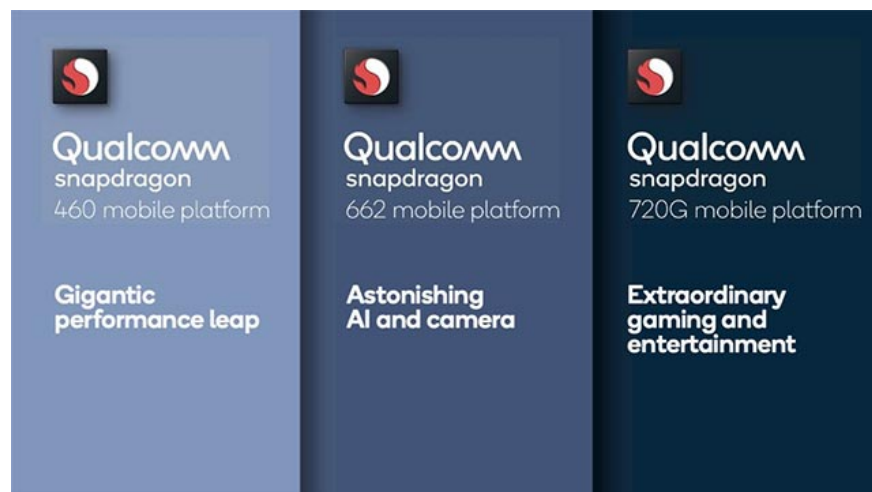 Qualcomm
snapdragon
460 mobile platform
Gigantic
performance leap
Qualcomm
snapdragon
662 mobile platform
Astonishing
AI and camera
Qualcomm
snapdragon
720G mobile platform
Extraordinary
gaming and
entertainment